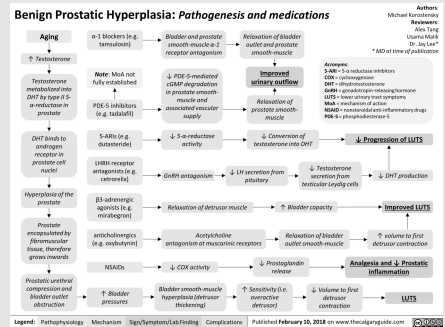 Benign Prostatic Hyperplasia: Pathogenesis and medications
Authors:
Michael Korostensky
Reviewers:
Alex Tang
Usama Malik
Dr. Jay Lee*
* MD at time of publication
Aging
↑ Testosterone
Testosterone
metabolized into
DHT by type II 5-
α-reductase in
prostate
DHT binds to
androgen
receptor in
prostate cell
nuclei
Hyperplasia of the
prostate
Prostate
encapsulated by
fibromuscular
tissue, therefore
grows inwards
Prostatic urethral
compression and
bladder outlet
obstruction
α-1 blockers (e.g.
tamsulosin)
Bladder and prostate
smooth-muscle α-1
receptor antagonism
Relaxation of bladder
outlet and prostate
smooth-muscle
Note: MoA not
fully established
PDE-5 inhibitors
(e.g. tadalafil)
↓ PDE-5-mediated
cGMP degradation
in prostate smooth-
muscle and
associated vascular
supply
Improved
urinary outflow
Relaxation of
prostate smooth-
muscle
Acronyms:
5-ARI = 5-α reductase inhibitors
COX = cyclooxygenase
DHT = dihydrotestosterone
GnRH = gonadotropin-releasing hormone
LUTS = lower urinary tract symptoms
MoA = mechanism of action
NSAID = nonsteroidal anti-inflammatory drugs
PDE-5 = phosphodiesterase-5
5-ARIs (e.g.
dutasteride)
↓ 5-α-reductase
activity
↓ Conversion of
testosterone into DHT
↓ Progression of LUTS
LHRH receptor
antagonists (e.g.
cetrorelix)
GnRH antagonism
↓ LH secretion from
pituitary
↓ Testosterone
secretion from
testicular Leydig cells
↓ DHT production
β3-adrenergic
agonists (e.g.
mirabegron)
Relaxation of detrusor muscle
↑ Bladder capacity
Improved LUTS
anticholinergics
(e.g. oxybutynin)
Acetylcholine
antagonism at muscarinic receptors
Relaxation of bladder
outlet smooth-muscle
↑ volume to first
detrusor contraction
NSAIDs
↓ COX activity
↓ Prostaglandin
release
Analgesia and ↓ Prostatic
inflammation
↑ Bladder
pressures
Bladder smooth-muscle
hyperplasia (detrusor
thickening)
↑ Sensitivity (i.e.
overactive
detrusor)
↓ Volume to first
detrusor
contraction
LUTS
Legend: Pathophysiology Mechanism Sign/Symptom/Lab Finding Complications Published February 10, 2018 on www.thecalgaryguide.com